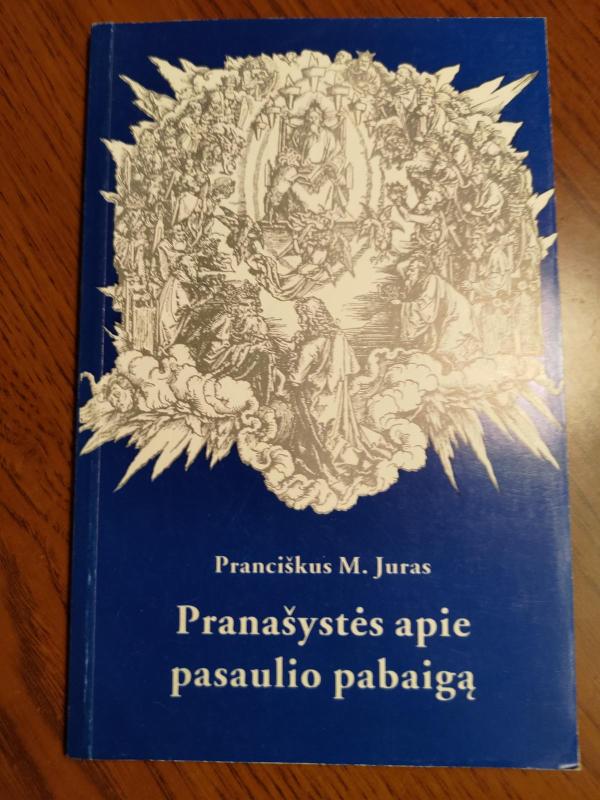 Pranciškus M. Juras
Pranašystės apie
pasaulio pabaigą